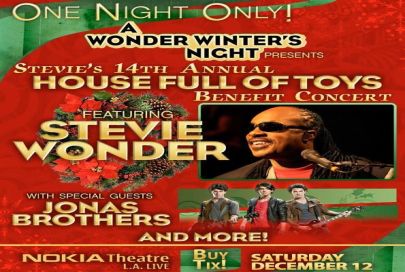 ONE NIGHT ONLY!
A
WONDER WINTER'S
NIGHT PRESENTS
STEVIE'S 14TH ANNUAL
HOUSE FULL OF TOYS
BENEFIT CONCERT
FEATURING
STEVIE
WONDER
WITH SPECIAL GUESTS
JONAS
BROTHERS
AND MORE!
NOKIA Theatre
L.A. LIVE
BUY
TIX!
SATURDAY
DECEMBER 12